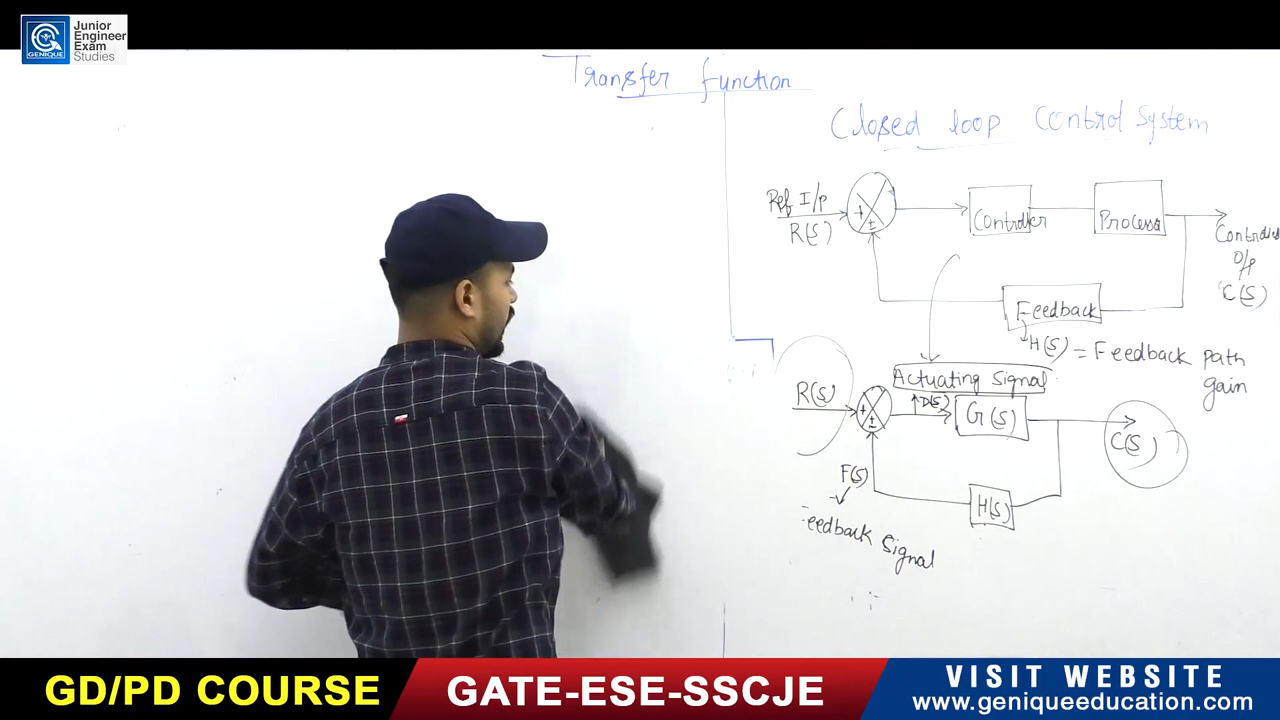 Junior
Engineer
Exam
Studies
GENIQUE
Transfer function
Closed loop Control System
Ref I/p
R(S)
+
±
Controller
Process
Controlled
O/p
C(S)
Feedback
H(S) = Feedback path
gain
Actuating Signal
R(S)
+
±
D(S)
G(S)
C(S)
F(S)
H(S)
Feedback Signal
GD/PD COURSE
GATE-ESE-SSCJE
VISIT WEBSITE
www.geniqueeducation.com